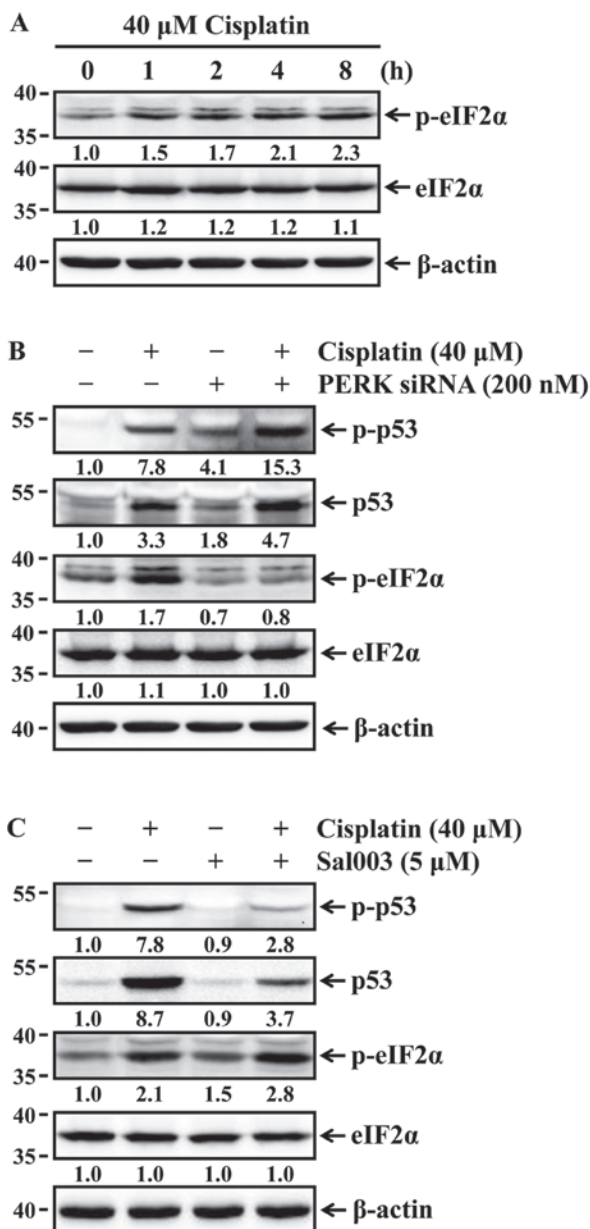 A
40 μM Cisplatin
0 1 2 4 8 (h)
40
35
p-eIF2α
1.0 1.5 1.7 2.1 2.3
40
35
eIF2α
1.0 1.2 1.2 1.2 1.1
40
β-actin
B
− + − + Cisplatin (40 μM)
− − + + PERK siRNA (200 nM)
55
p-p53
1.0 7.8 4.1 15.3
55
p53
1.0 3.3 1.8 4.7
40
35
p-eIF2α
1.0 1.7 0.7 0.8
40
35
eIF2α
1.0 1.1 1.0 1.0
40
β-actin
C
− + − + Cisplatin (40 μM)
− − + + Sal003 (5 μM)
55
p-p53
1.0 7.8 0.9 2.8
55
p53
1.0 8.7 0.9 3.7
40
35
p-eIF2α
1.0 2.1 1.5 2.8
40
35
eIF2α
1.0 1.0 1.0 1.0
40
β-actin